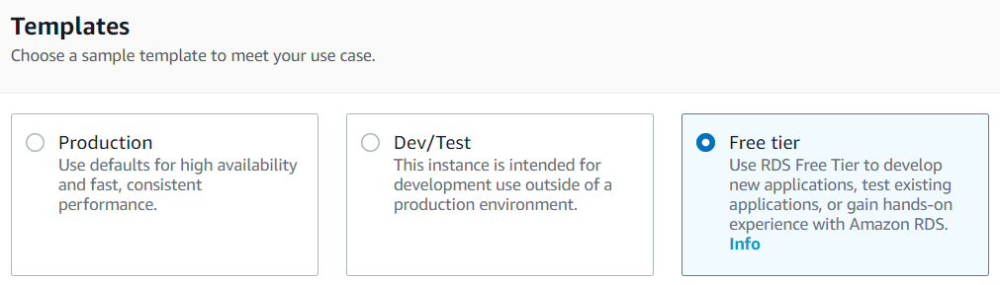 Templates
Choose a sample template to meet your use case.
Production
Use defaults for high availability
and fast, consistent
performance.
Dev/Test
This instance is intended for
development use outside of a
production environment.
Free tier
Use RDS Free Tier to develop
new applications, test existing
applications, or gain hands-on
experience with Amazon RDS.
Info